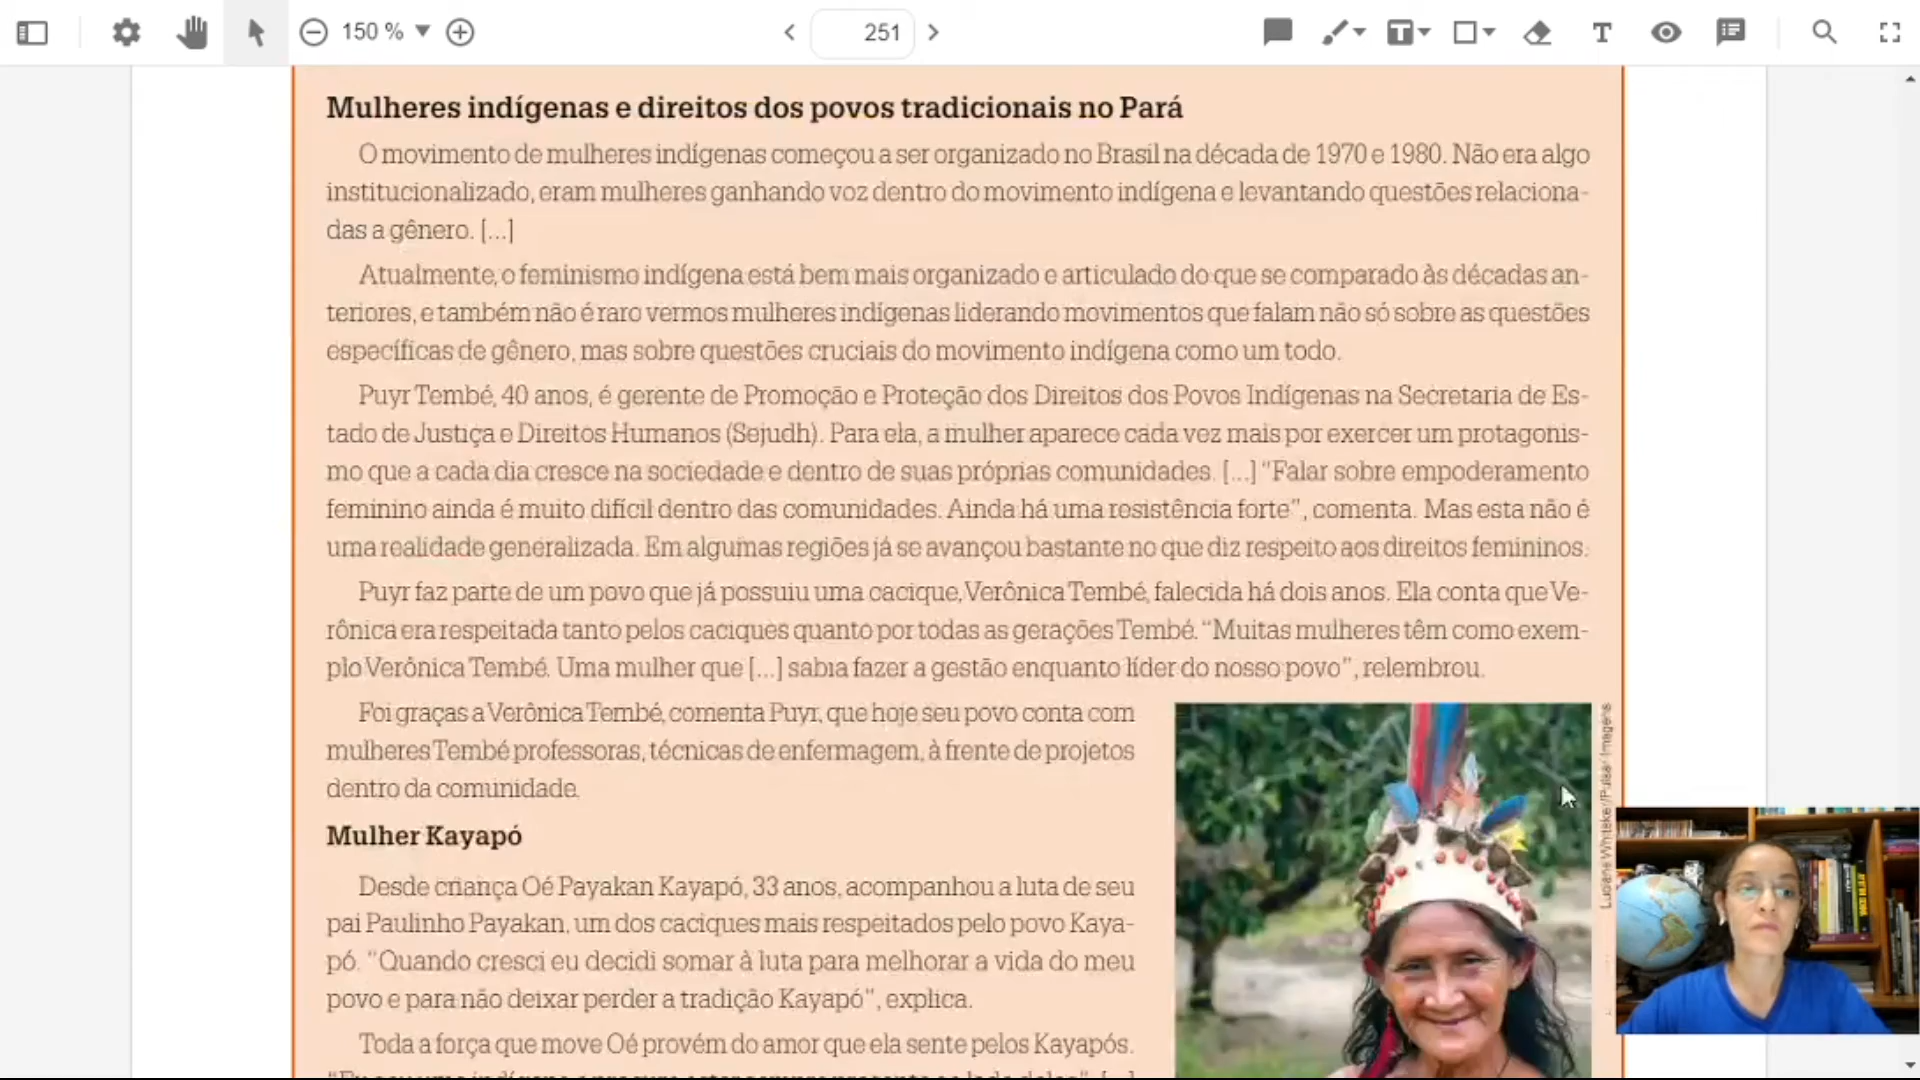 150 %
251
Mulheres indígenas e direitos dos povos tradicionais no Pará
O movimento de mulheres indígenas começou a ser organizado no Brasil na década de 1970 e 1980. Não era algo
institucionalizado, eram mulheres ganhando voz dentro do movimento indígena e levantando questões relaciona-
das a gênero. [...]
Atualmente, o feminismo indígena está bem mais organizado e articulado do que se comparado às décadas an-
teriores, e também não é raro vermos mulheres indígenas liderando movimentos que falam não só sobre as questões
específicas de gênero, mas sobre questões cruciais do movimento indígena como um todo.
Puyr Tembé, 40 anos, é gerente de Promoção e Proteção dos Direitos dos Povos Indígenas na Secretaria de Es-
tado de Justiça e Direitos Humanos (Sejudh). Para ela, a mulher aparece cada vez mais por exercer um protagonis-
mo que a cada dia cresce na sociedade e dentro de suas próprias comunidades. [...] “Falar sobre empoderamento
feminino ainda é muito difícil dentro das comunidades. Ainda há uma resistência forte”, comenta. Mas esta não é
uma realidade generalizada. Em algumas regiões já se avançou bastante no que diz respeito aos direitos femininos.
Puyr faz parte de um povo que já possuiu uma cacique, Verônica Tembé, falecida há dois anos. Ela conta que Ve-
rônica era respeitada tanto pelos caciques quanto por todas as gerações Tembé. “Muitas mulheres têm como exem-
plo Verônica Tembé. Uma mulher que [...] sabia fazer a gestão enquanto líder do nosso povo”, relembrou.
Foi graças a Verônica Tembé, comenta Puyr, que hoje seu povo conta com
mulheres Tembé professoras, técnicas de enfermagem, à frente de projetos
dentro da comunidade.
Mulher Kayapó
Desde criança Oé Payakan Kayapó, 33 anos, acompanhou a luta de seu
pai Paulinho Payakan, um dos caciques mais respeitados pelo povo Kaya-
pó. “Quando cresci eu decidi somar à luta para melhorar a vida do meu
povo e para não deixar perder a tradição Kayapó”, explica.
Toda a força que move Oé provém do amor que ela sente pelos Kayapós.
Luciana Whitaker/Pulsar Imagens